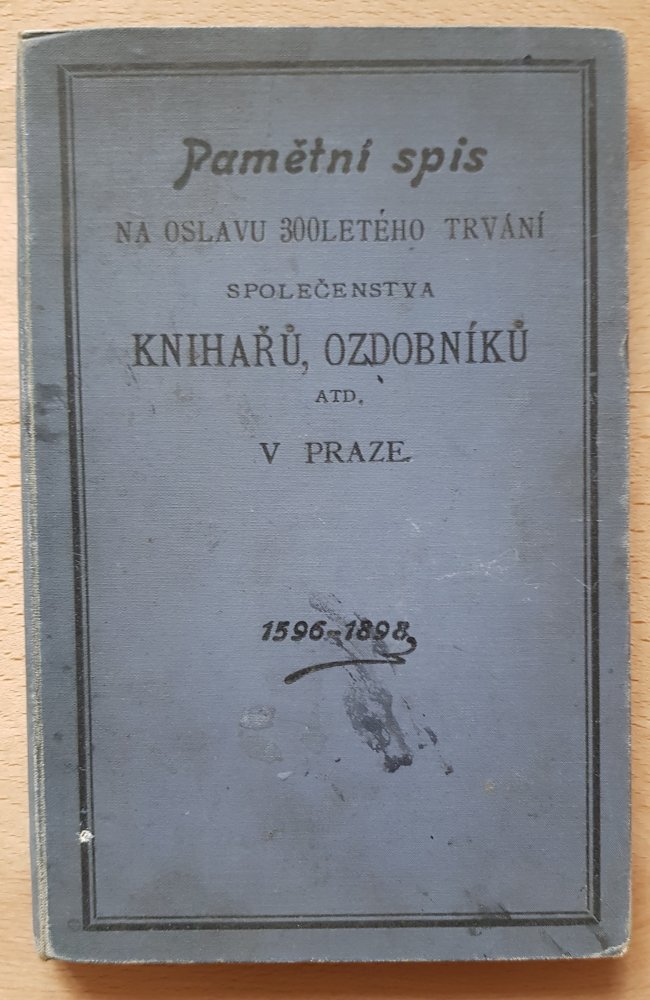 Pamětní spis
NA OSLAVU 300LETÉHO TRVÁNÍ
SPOLEČENSTVA
KNIHAŘŮ, OZDOBNÍKŮ
ATD.
V PRAZE.
1596-1898,